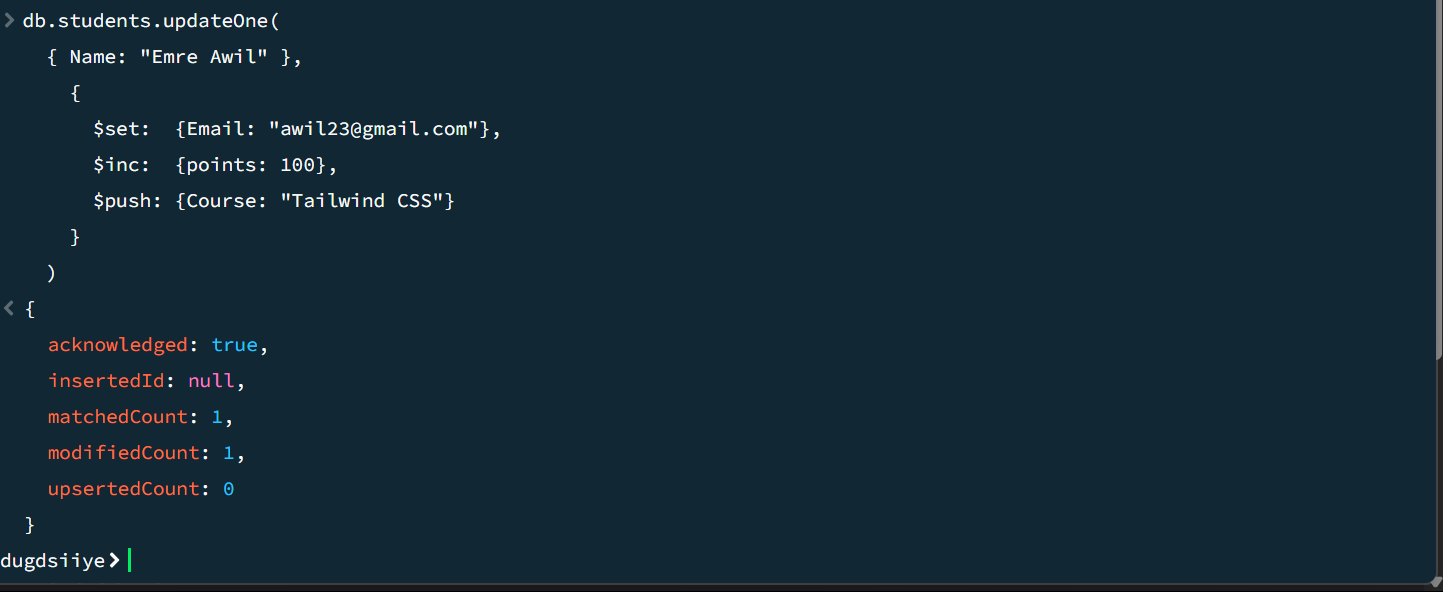 > db.students.updateOne(
    { Name: "Emre Awil" },
      {
        $set:  {Email: "awil23@gmail.com"},
        $inc:  {points: 100},
        $push: {Course: "Tailwind CSS"}
      }
    )
< {
    acknowledged: true,
    insertedId: null,
    matchedCount: 1,
    modifiedCount: 1,
    upsertedCount: 0
  }
dugdsiiye>